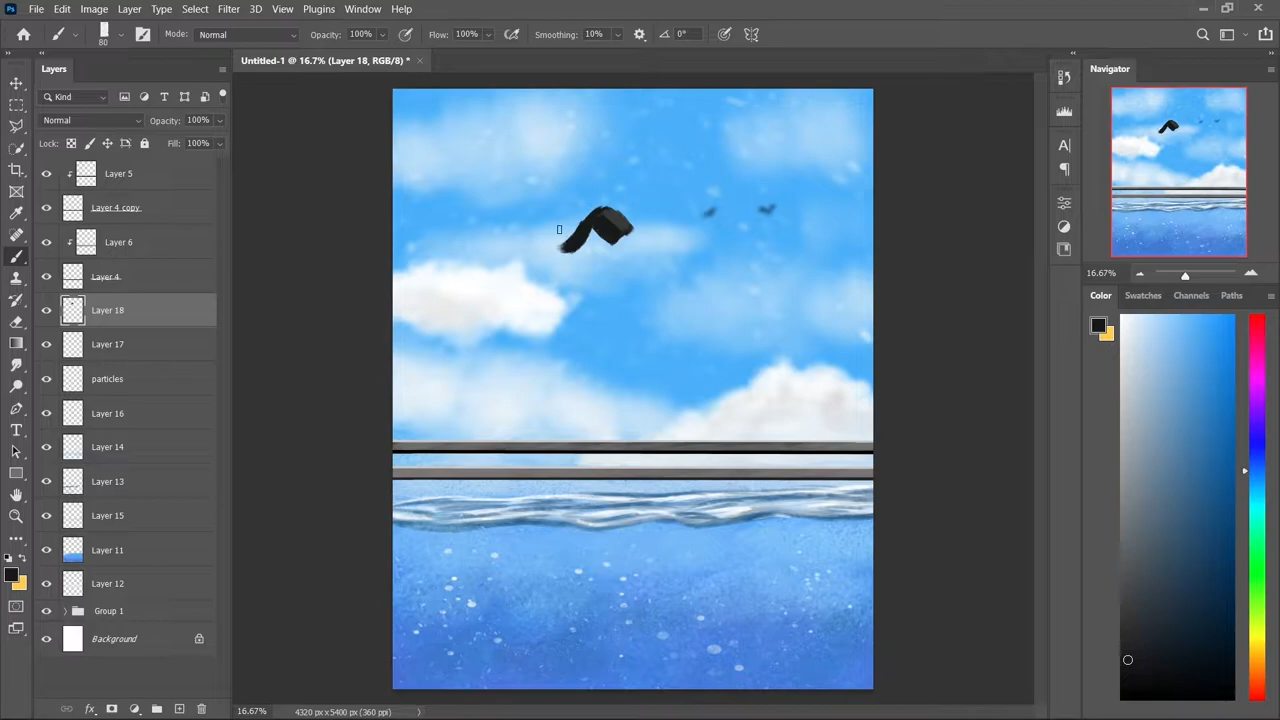 Ps File Edit Image Layer Type Select Filter 3D View Plugins Window Help
80 Mode: Normal Opacity: 100% Flow: 100% Smoothing: 10% 0°
Layers Untitled-1 @ 16.7% (Layer 18, RGB/8) * × Navigator
Kind
Normal Opacity: 100%
Lock: Fill: 100%
Layer 5
Layer 4 copy
Layer 6
Layer 4
Layer 18
Layer 17
particles
Layer 16
Layer 14
Layer 13
Layer 15
Layer 11
Layer 12
Group 1
Background
16.67% 4320 px x 5400 px (360 ppi)
16.67%
Color Swatches Channels Paths